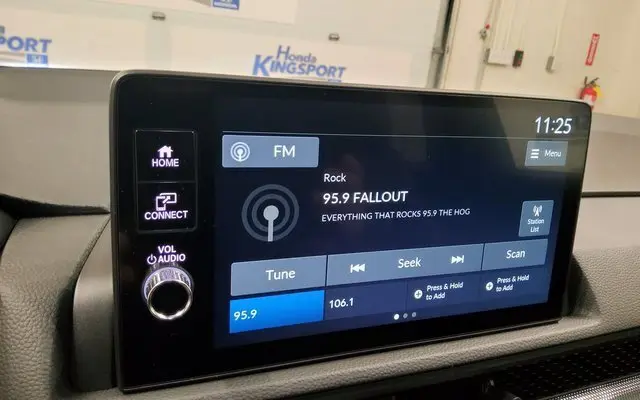 Honda
KINGSPORT
PORT
11:25
FM
Menu
HOME
CONNECT
VOL
AUDIO
Rock
95.9 FALLOUT
EVERYTHING THAT ROCKS 95.9 THE HOG
Station
List
Tune
Seek
Scan
95.9
106.1
Press & Hold
to Add
Press & Hold
to Add